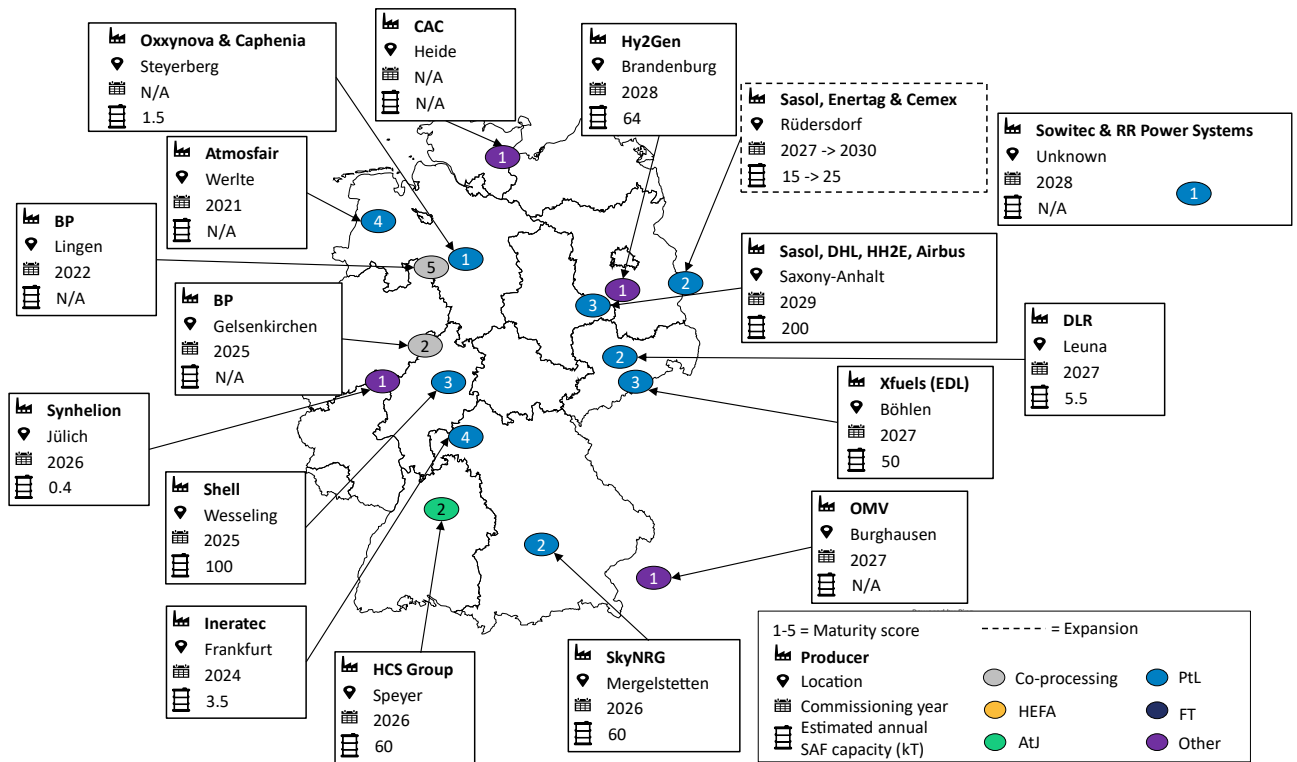 Oxxynova & Caphenia
Steyerberg
N/A
1.5
CAC
Heide
N/A
N/A
Hy2Gen
Brandenburg
2028
64
Sasol, Enertag & Cemex
Rüdersdorf
2027 -> 2030
15 -> 25
Sowitec & RR Power Systems
Unknown
2028
N/A
1
Atmosfair
Werlte
2021
N/A
BP
Lingen
2022
N/A
BP
Gelsenkirchen
2025
N/A
Sasol, DHL, HH2E, Airbus
Saxony-Anhalt
2029
200
DLR
Leuna
2027
5.5
Xfuels (EDL)
Böhlen
2027
50
Synhelion
Jülich
2026
0.4
Shell
Wesseling
2025
100
OMV
Burghausen
2027
N/A
Ineratec
Frankfurt
2024
3.5
HCS Group
Speyer
2026
60
SkyNRG
Mergelstetten
2026
60
1
4
1
5
1
2
3
2
2
1
3
3
4
2
2
1
1-5 = Maturity score
= Expansion
Producer
Location
Commissioning year
Estimated annual
SAF capacity (kT)
Co-processing
HEFA
AtJ
PtL
FT
Other